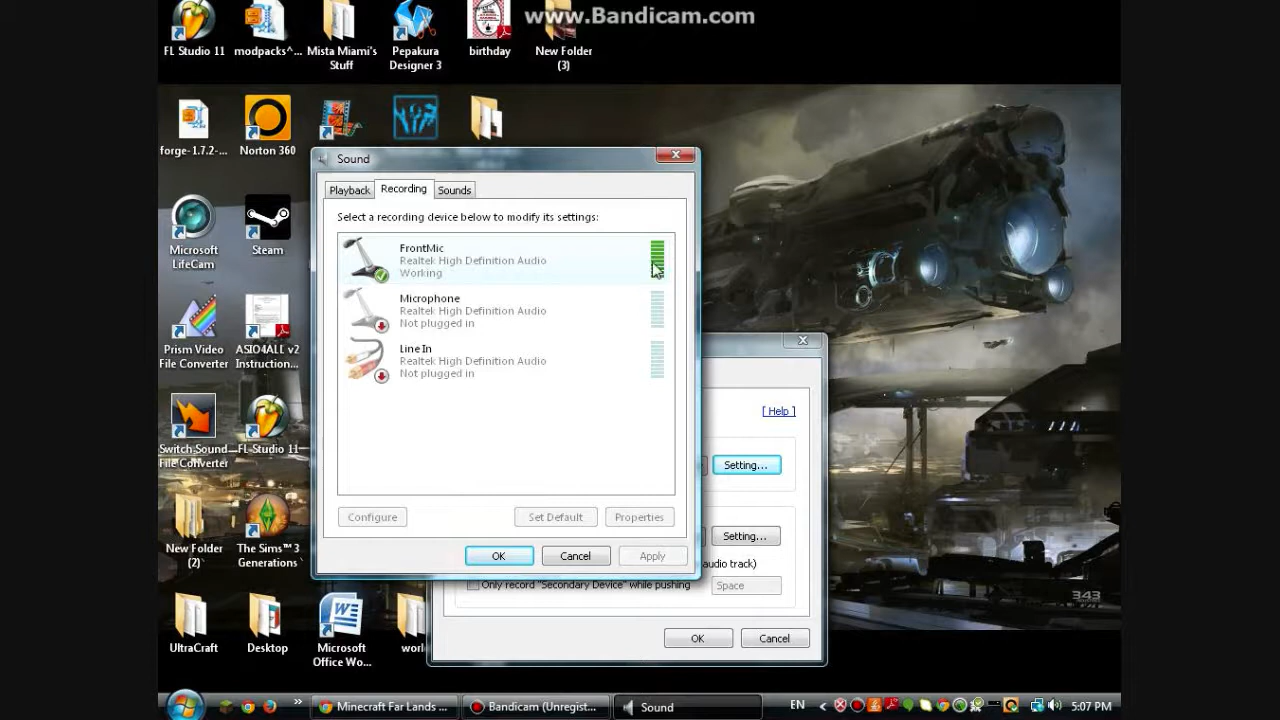 www.Bandicam.com
FL Studio 11
modpacks^...
Mista Miami's
Stuff
Pepakura
Designer 3
birthday
New Folder
(3)
forge-1.7.2-...
Norton 360
Microsoft
LifeCam
Steam
Prism Video
File Converter
ASIO4ALL v2
Instruction...
Switch Sound
File Converter
FL Studio 11
New Folder
(2)
The Sims™ 3
Generations
UltraCraft
Desktop
Microsoft
Office Wo...
worl
Sound
Playback
Recording
Sounds
Select a recording device below to modify its settings:
FrontMic
Realtek High Definition Audio
Working
Microphone
Realtek High Definition Audio
Not plugged in
Line In
Realtek High Definition Audio
Not plugged in
Configure
Set Default
Properties
OK
Cancel
Apply
[ Help ]
Setting...
Setting...
audio track)
Only record "Secondary Device" while pushing
Space
OK
Cancel
343
Minecraft Far Lands ...
Bandicam (Unregist...
Sound
EN
5:07 PM